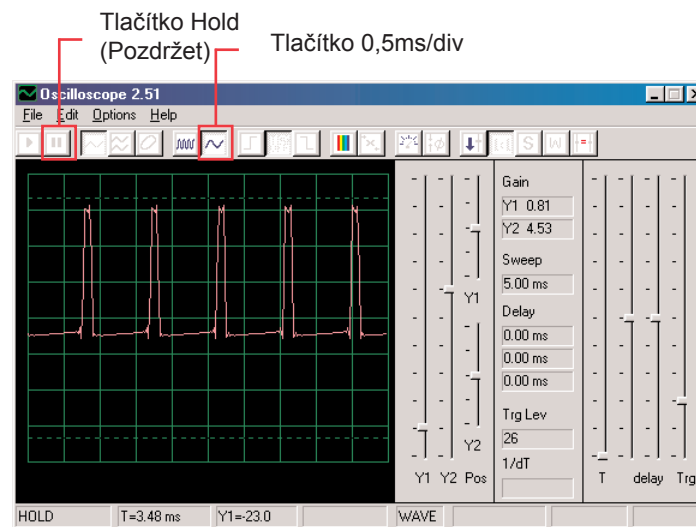 Tlačítko Hold
(Pozdržet)
Tlačítko 0,5ms/div
Oscilloscope 2.51
File Edit Options Help
Gain
Y1 0.81
Y2 4.53
Sweep
5.00 ms
Delay
0.00 ms
0.00 ms
0.00 ms
Trg Lev
26
1/dT
Y1
Y2
Y1 Y2 Pos
T delay Trg
HOLD T=3.48 ms Y1=-23.0 WAVE